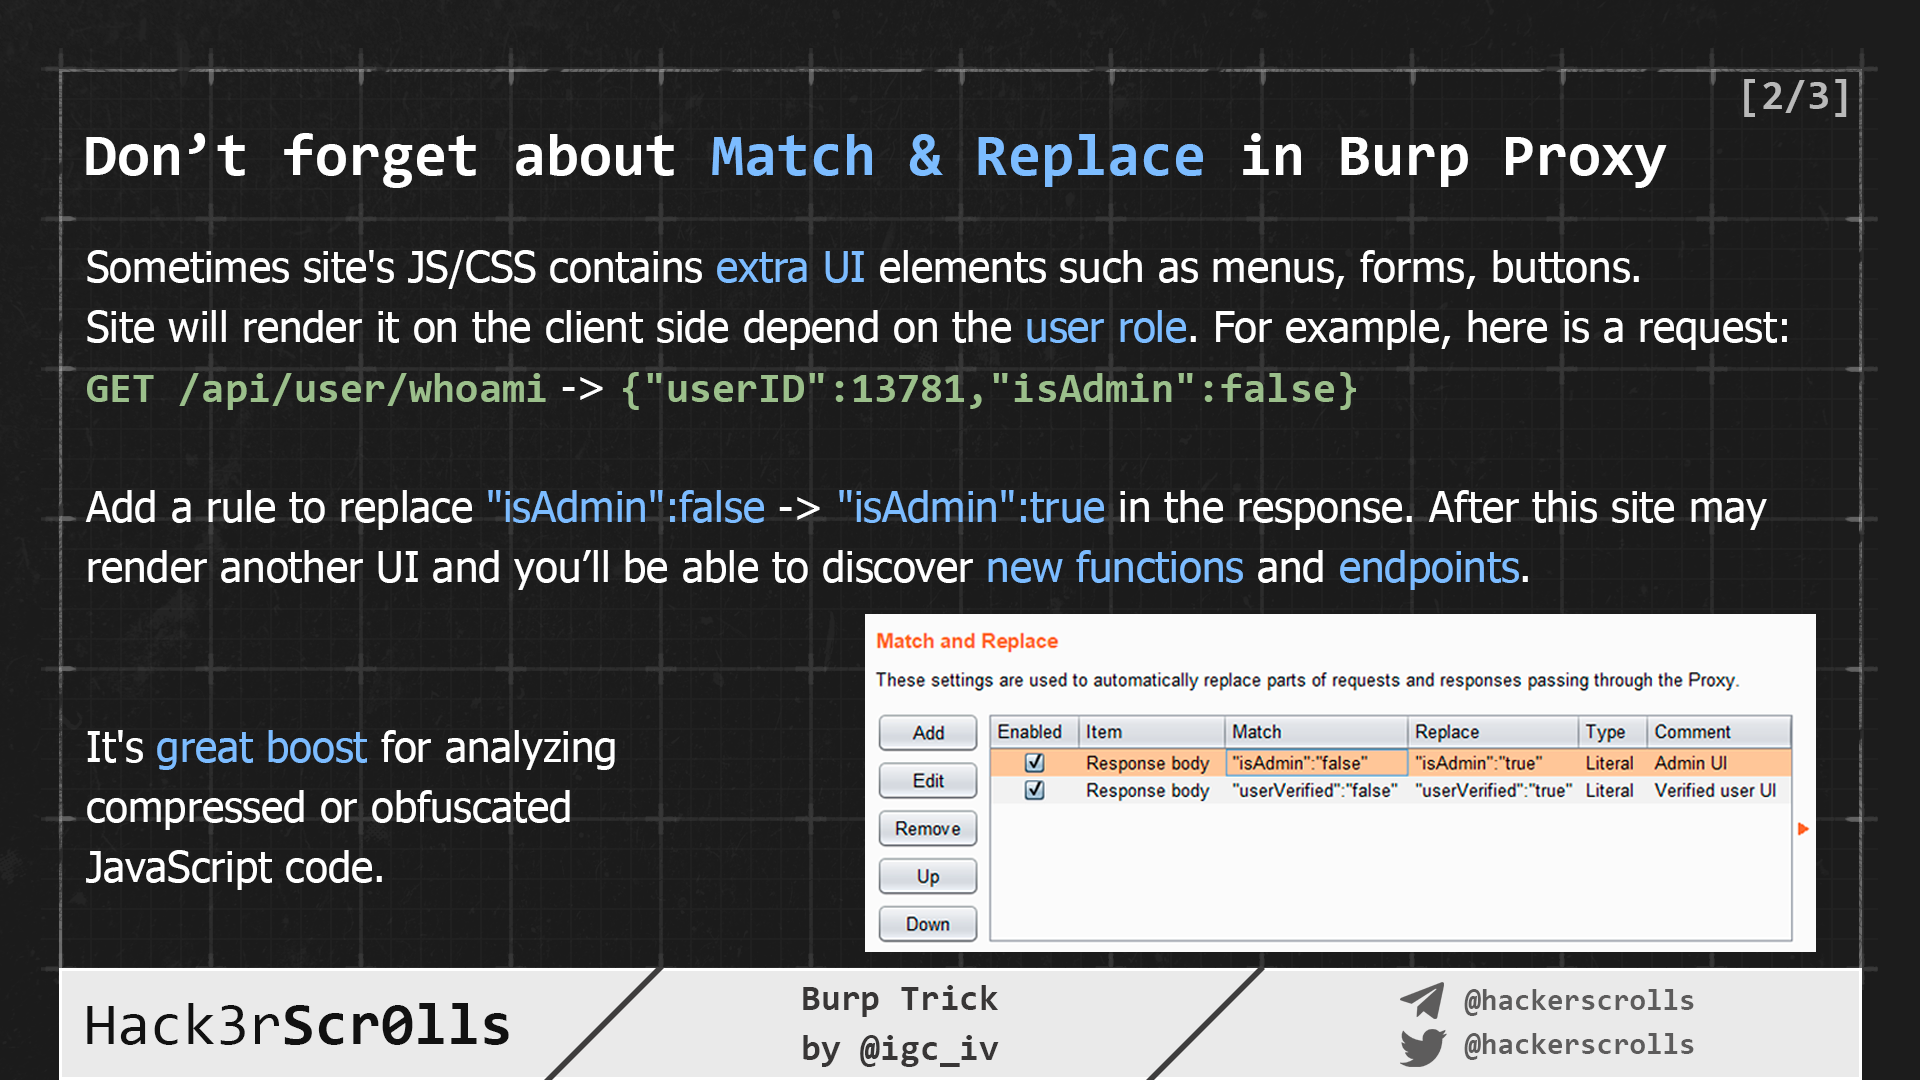 [2/3]
Don’t forget about Match & Replace in Burp Proxy
Sometimes site's JS/CSS contains extra UI elements such as menus, forms, buttons.
Site will render it on the client side depend on the user role. For example, here is a request:
GET /api/user/whoami -> {"userID":13781,"isAdmin":false}
Add a rule to replace "isAdmin":false -> "isAdmin":true in the response. After this site may
render another UI and you’ll be able to discover new functions and endpoints.
It's great boost for analyzing
compressed or obfuscated
JavaScript code.
Match and Replace
These settings are used to automatically replace parts of requests and responses passing through the Proxy.
Add
Edit
Remove
Up
Down
Enabled Item Match Replace Type Comment
Response body "isAdmin":"false" "isAdmin":"true" Literal Admin UI
Response body "userVerified":"false" "userVerified":"true" Literal Verified user UI
Hack3rScr0lls
Burp Trick
by @igc_iv
@hackerscrolls
@hackerscrolls